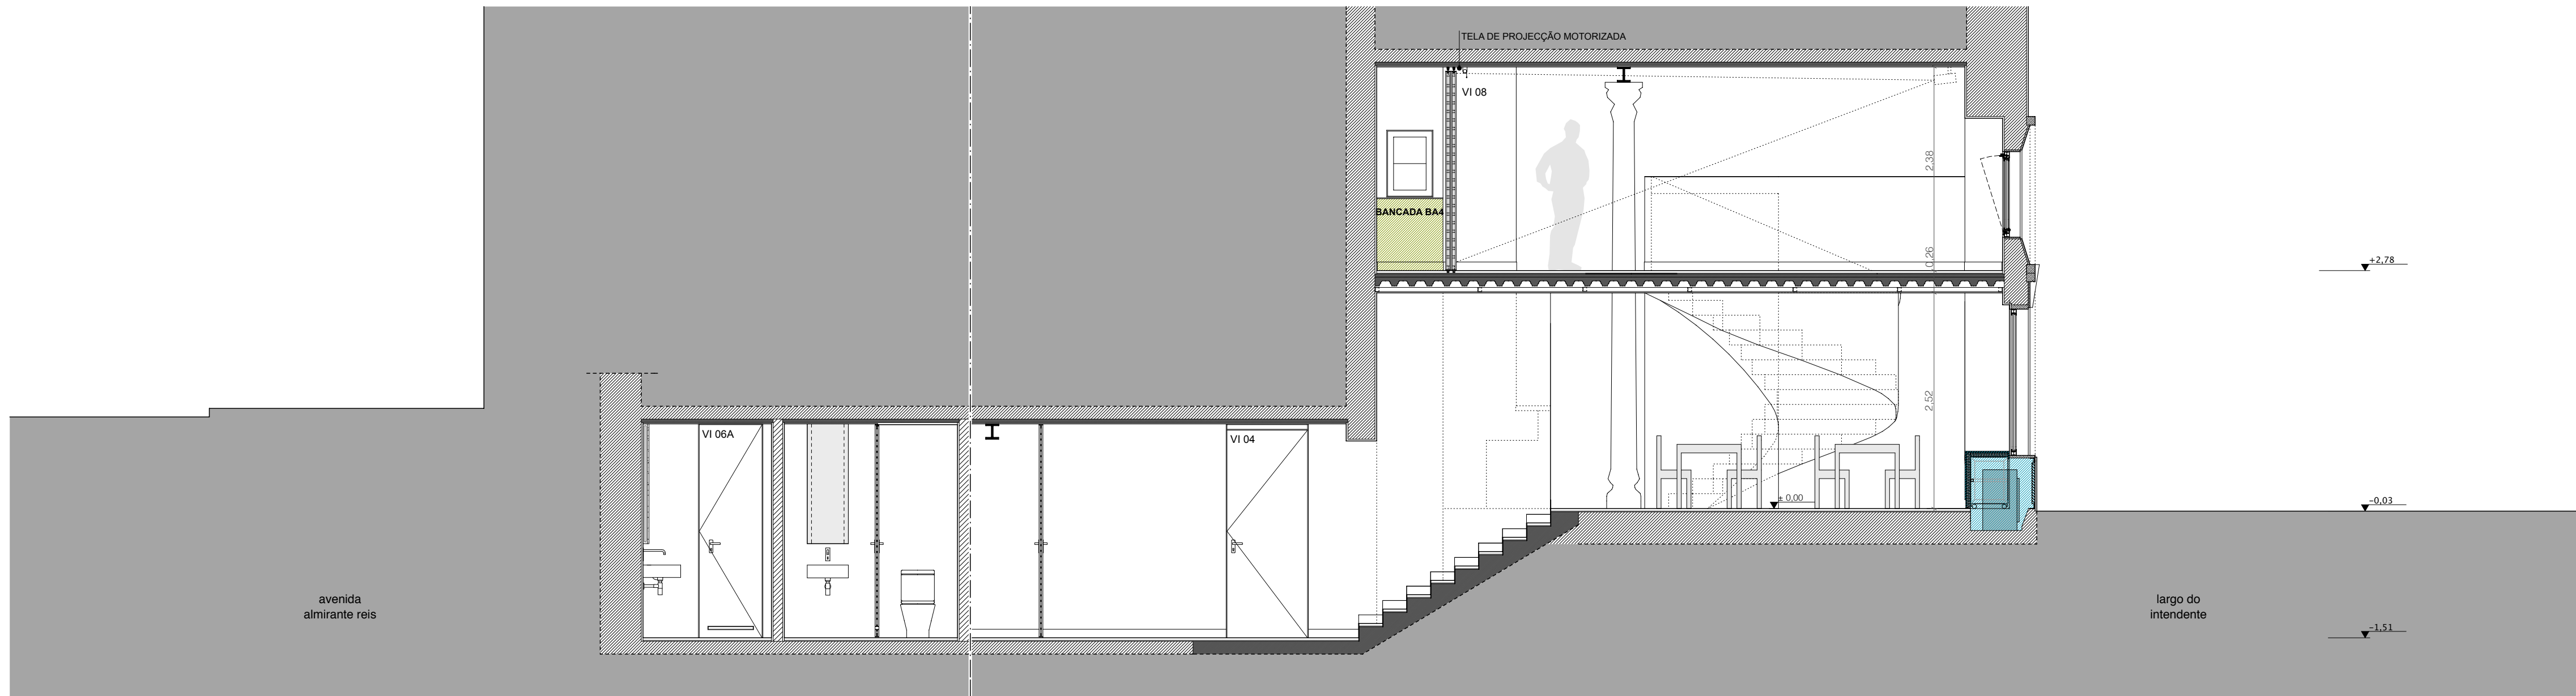 TELA DE PROJECÇÃO MOTORIZADA
VI 08
2,38
BANCADA BA4
0,26
+2,78
2,52
VI 06A
VI 04
± 0,00
-0,03
avenida
almirante reis
largo do
intendente
-1,51